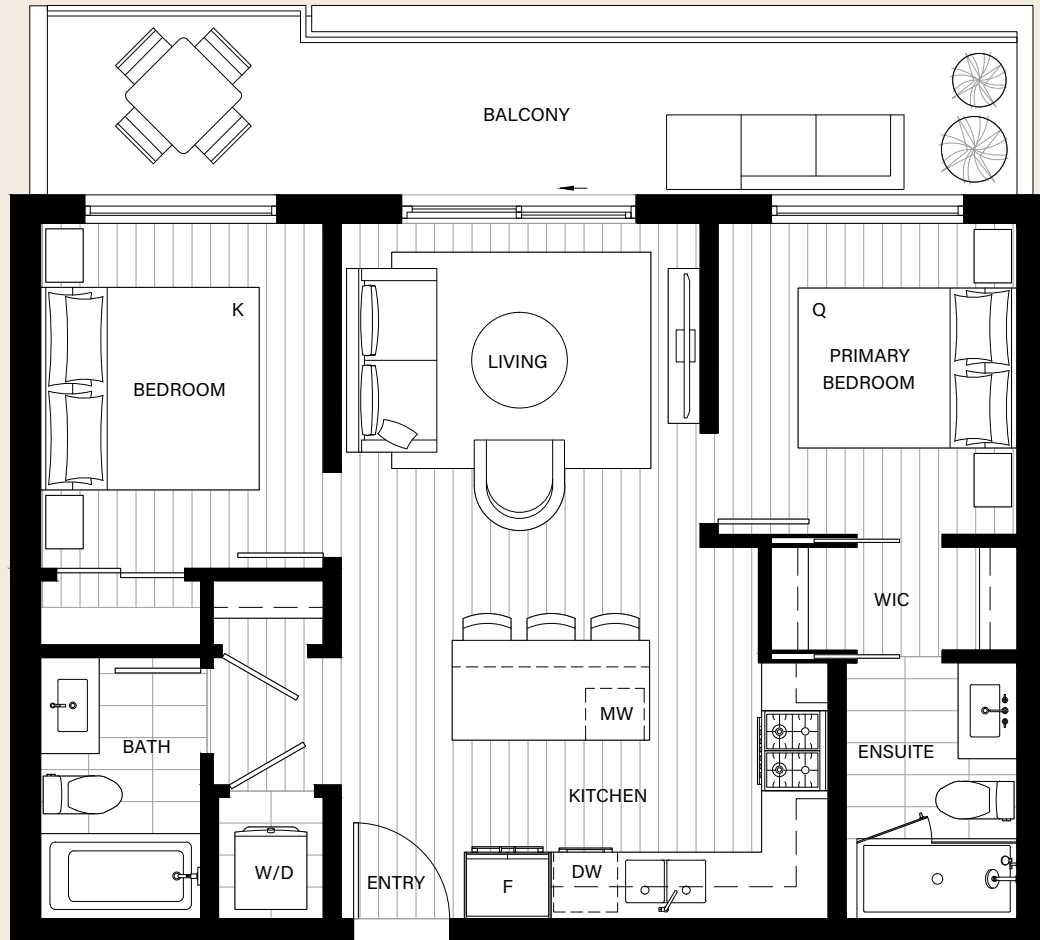 BALCONY
K
BEDROOM
LIVING
Q
PRIMARY
BEDROOM
WIC
MW
BATH
ENSUITE
KITCHEN
W/D
ENTRY
F
DW